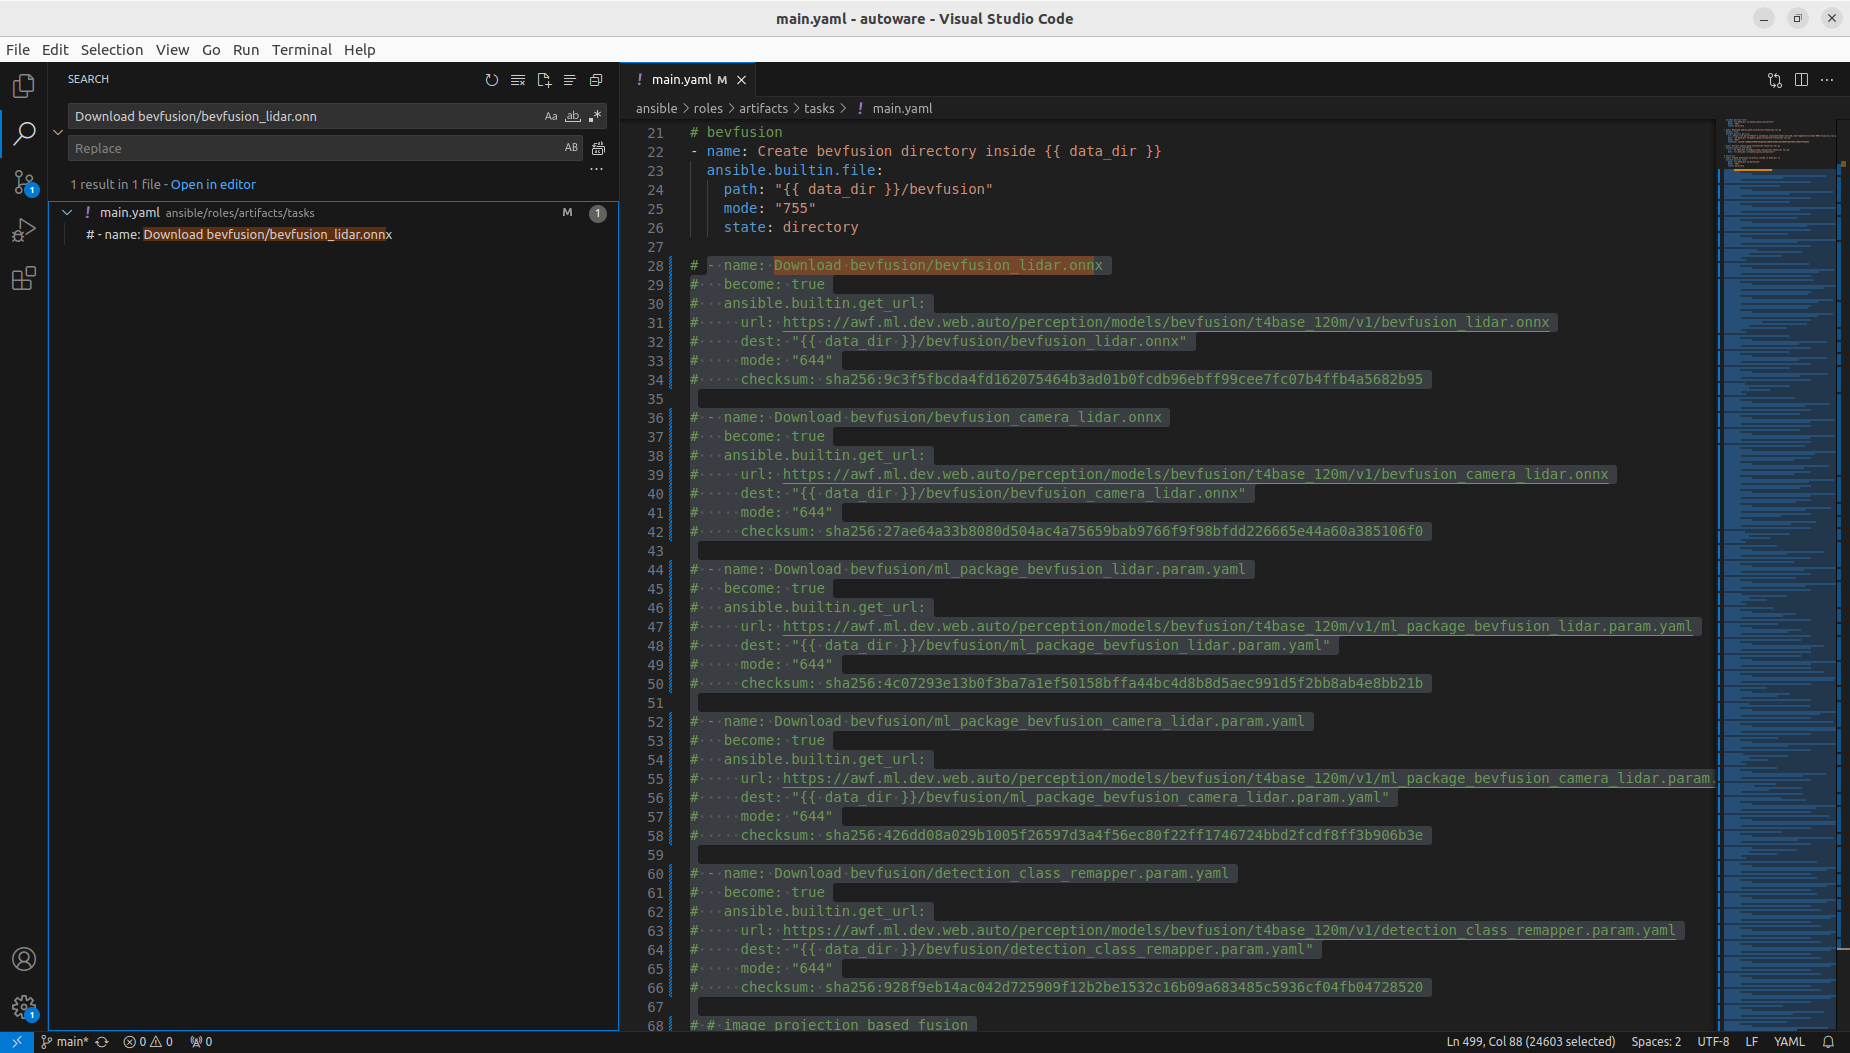 main.yaml - autoware - Visual Studio Code
File Edit Selection View Go Run Terminal Help
SEARCH
Download bevfusion/bevfusion_lidar.onn
Aa ab .*
Replace
AB
1 result in 1 file - Open in editor
! main.yaml ansible/roles/artifacts/tasks M 1
# - name: Download bevfusion/bevfusion_lidar.onnx
1
1
! main.yaml M
ansible > roles > artifacts > tasks > ! main.yaml
21 # bevfusion
22 - name: Create bevfusion directory inside {{ data_dir }}
23 ansible.builtin.file:
24 path: "{{ data_dir }}/bevfusion"
25 mode: "755"
26 state: directory
27
28 # - name: Download bevfusion/bevfusion_lidar.onnx
29 # become: true
30 # ansible.builtin.get_url:
31 # url: https://awf.ml.dev.web.auto/perception/models/bevfusion/t4base_120m/v1/bevfusion_lidar.onnx
32 # dest: "{{ data_dir }}/bevfusion/bevfusion_lidar.onnx"
33 # mode: "644"
34 # checksum: sha256:9c3f5fbcda4fd162075464b3ad01b0fcdb96ebff99cee7fc07b4ffb4a5682b95
35
36 # - name: Download bevfusion/bevfusion_camera_lidar.onnx
37 # become: true
38 # ansible.builtin.get_url:
39 # url: https://awf.ml.dev.web.auto/perception/models/bevfusion/t4base_120m/v1/bevfusion_camera_lidar.onnx
40 # dest: "{{ data_dir }}/bevfusion/bevfusion_camera_lidar.onnx"
41 # mode: "644"
42 # checksum: sha256:27ae64a33b8080d504ac4a75659bab9766f9f98bfdd226665e44a60a385106f0
43
44 # - name: Download bevfusion/ml_package_bevfusion_lidar.param.yaml
45 # become: true
46 # ansible.builtin.get_url:
47 # url: https://awf.ml.dev.web.auto/perception/models/bevfusion/t4base_120m/v1/ml_package_bevfusion_lidar.param.yaml
48 # dest: "{{ data_dir }}/bevfusion/ml_package_bevfusion_lidar.param.yaml"
49 # mode: "644"
50 # checksum: sha256:4c07293e13b0f3ba7a1ef50158bffa44bc4d8b8d5aec991d5f2bb8ab4e8bb21b
51
52 # - name: Download bevfusion/ml_package_bevfusion_camera_lidar.param.yaml
53 # become: true
54 # ansible.builtin.get_url:
55 # url: https://awf.ml.dev.web.auto/perception/models/bevfusion/t4base_120m/v1/ml_package_bevfusion_camera_lidar.param.
56 # dest: "{{ data_dir }}/bevfusion/ml_package_bevfusion_camera_lidar.param.yaml"
57 # mode: "644"
58 # checksum: sha256:426dd08a029b1005f26597d3a4f56ec80f22ff1746724bbd2fcdf8ff3b906b3e
59
60 # - name: Download bevfusion/detection_class_remapper.param.yaml
61 # become: true
62 # ansible.builtin.get_url:
63 # url: https://awf.ml.dev.web.auto/perception/models/bevfusion/t4base_120m/v1/detection_class_remapper.param.yaml
64 # dest: "{{ data_dir }}/bevfusion/detection_class_remapper.param.yaml"
65 # mode: "644"
66 # checksum: sha256:928f9eb14ac042d725909f12b2be1532c16b09a683485c5936cf04fb04728520
67
68 # # image projection based fusion
main* 0 0 0 Ln 499, Col 88 (24603 selected) Spaces: 2 UTF-8 LF YAML